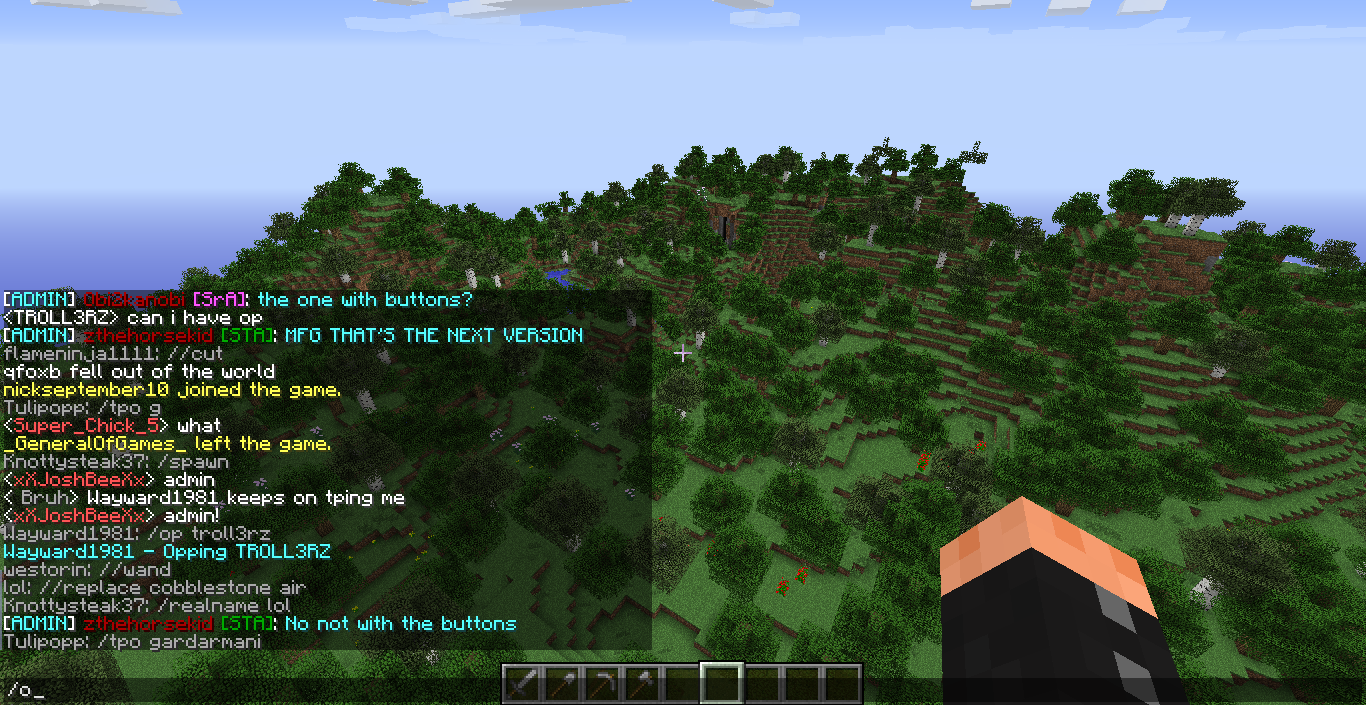 [ADMIN] 0bi2kanobi [SrA]: the one with buttons?
<TROLL3RZ> can i have op
[ADMIN] zthehorsekid [STA]: MFG THAT'S THE NEXT VERSION
flameninja1111: //cut
qfoxb fell out of the world
nickseptember10 joined the game.
Tulipopp: /tpo g
<Super_Chick_5> what
_GeneralOfGames_ left the game.
Knottysteak37: /spawn
<xXJoshBeeXx> admin
< Bruh> Wayward1981 keeps on tping me
<xXJoshBeeXx> admin!
Wayward1981: /op troll3rz
Wayward1981 - Opping TROLL3RZ
westorin: //wand
lol: //replace cobblestone air
Knottysteak37: /realname lol
[ADMIN] zthehorsekid [STA]: No not with the buttons
Tulipopp: /tpo gardarmani
/o_